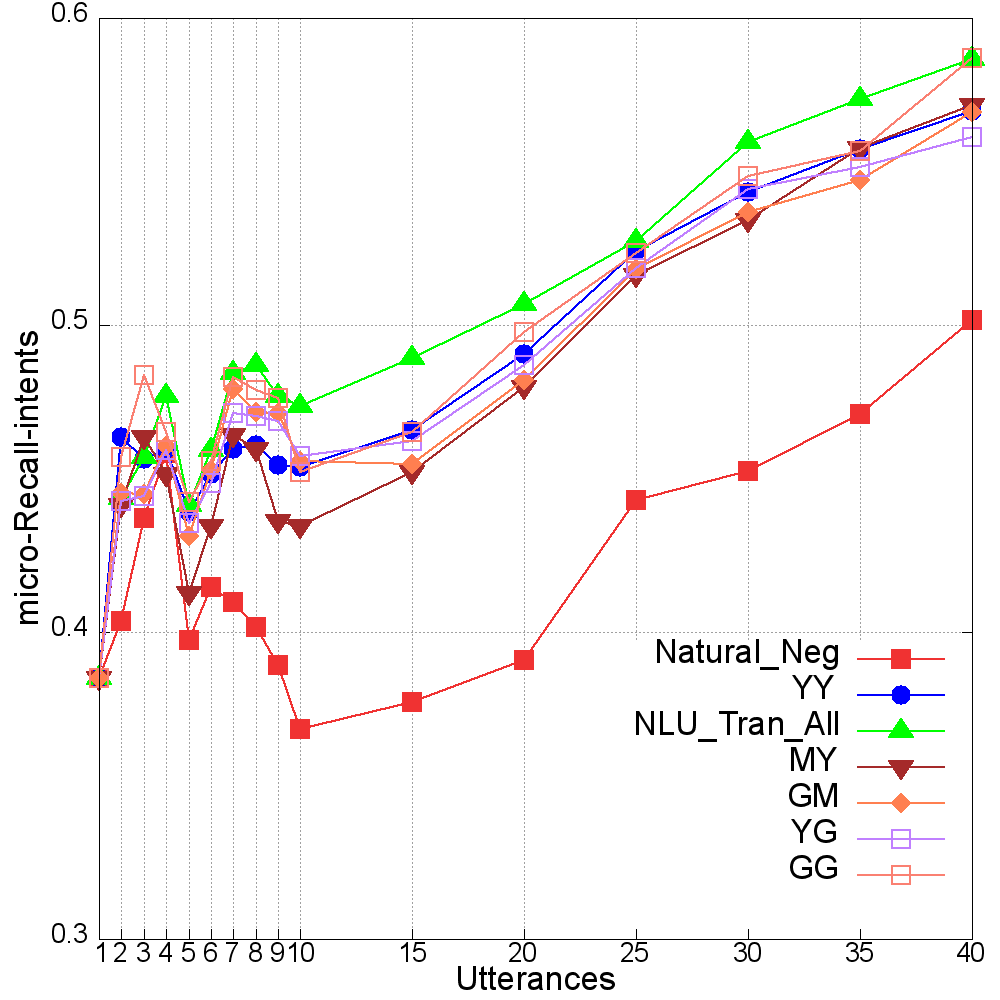 0.6
0.5
0.4
0.3
micro-Recall-intents
1 2 3 4 5 6 7 8 9 10 15 20 25 30 35 40
Utterances
Natural_Neg
YY
NLU_Tran_All
MY
GM
YG
GG